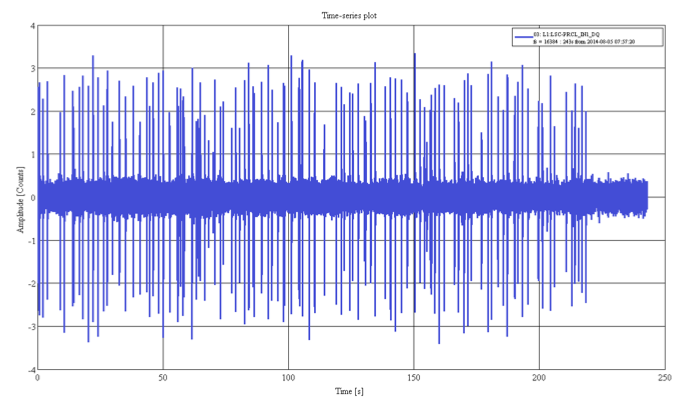 Time-series plot
4
03: L1:LSC-PRCL_IN1_DQ
fs = 16384 : 243s from 2014-08-05 07:57:20
3
2
1
0
-1
-2
-3
-4
Amplitude [Counts]
0 50 100 150 200 250
Time [s]